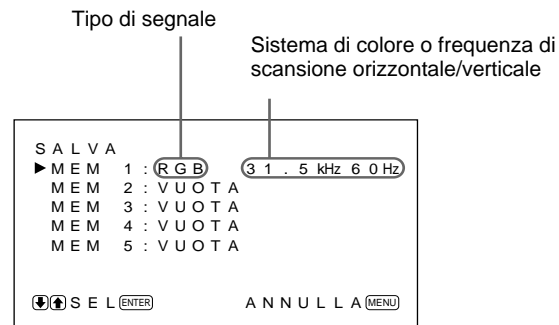 Tipo di segnale
Sistema di colore o frequenza di
scansione orizzontale/verticale
SALVA
MEM 1:RGB 31.5 kHz 60Hz
MEM 2:VUOTA
MEM 3:VUOTA
MEM 4:VUOTA
MEM 5:VUOTA
SEL ENTER ANNULLA MENU